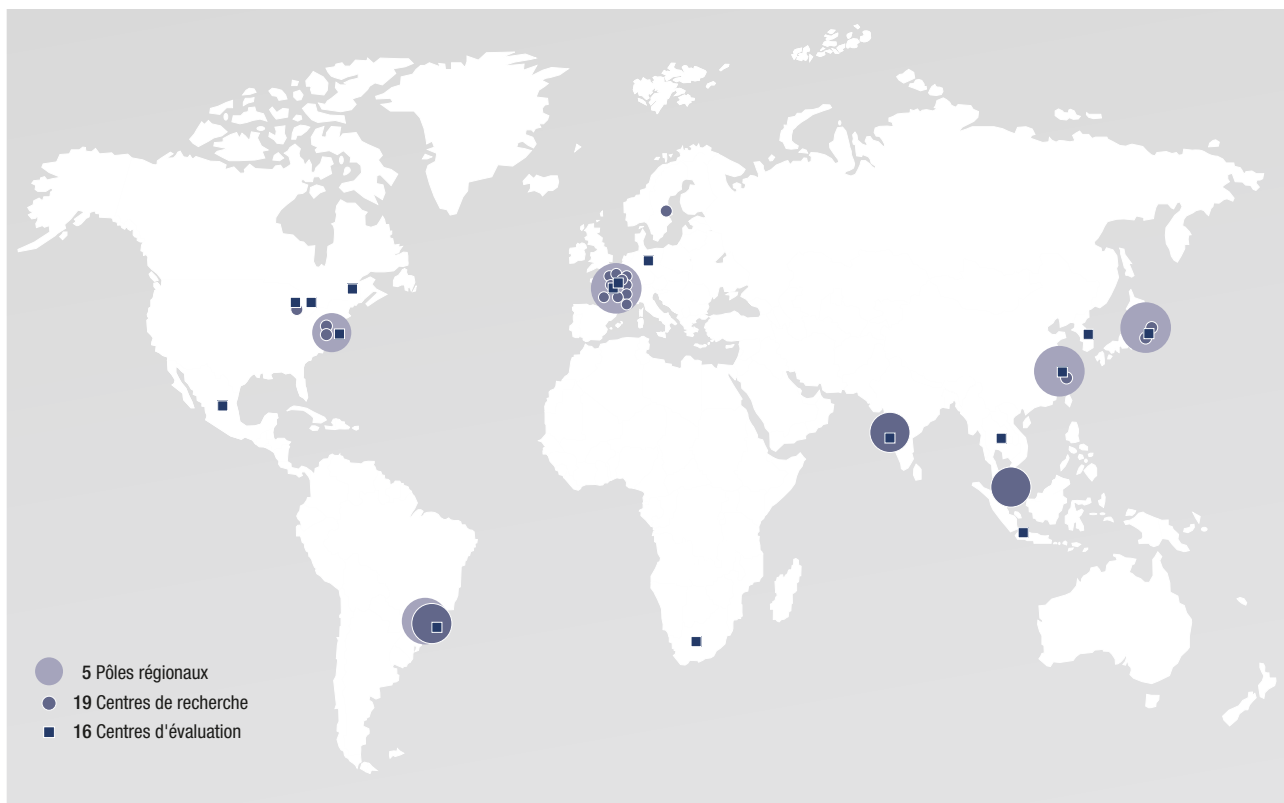 5 Pôles régionaux
19 Centres de recherche
16 Centres d'évaluation